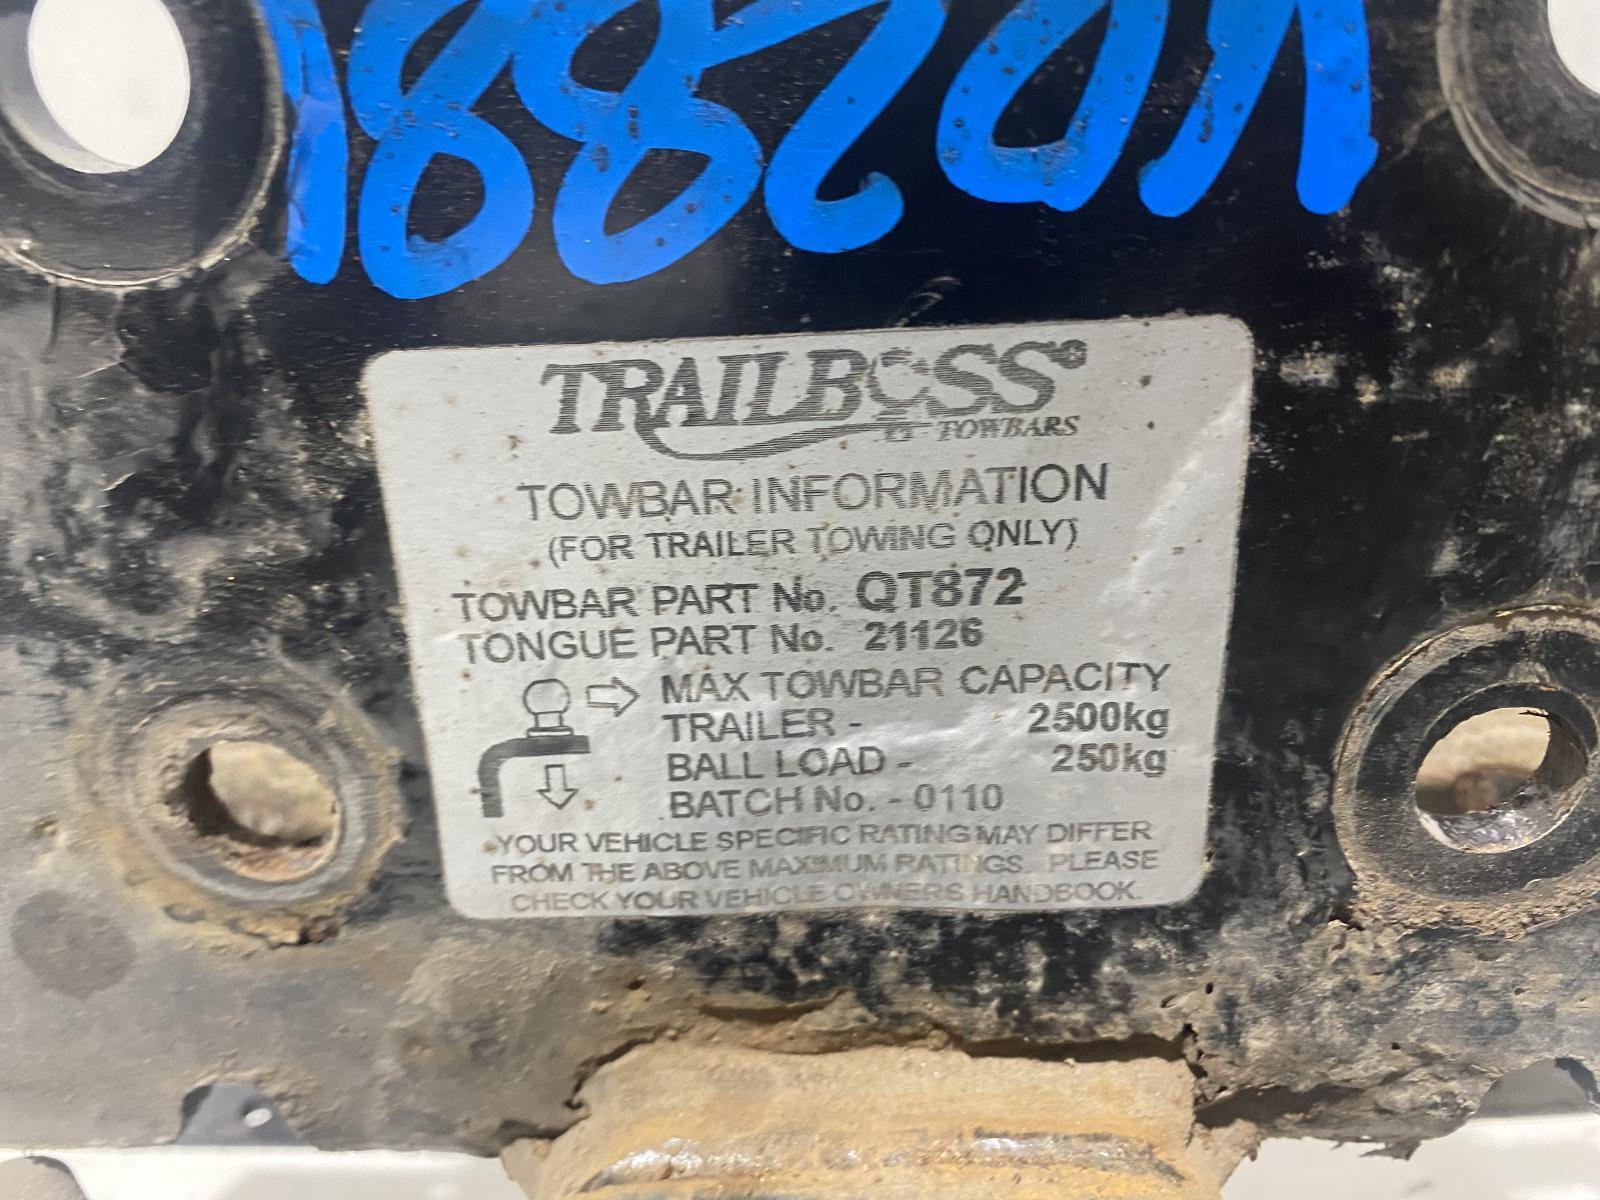 TRAILBOSS®
TOWBARS
TOWBAR INFORMATION
(FOR TRAILER TOWING ONLY)
TOWBAR PART No. QT872
TONGUE PART No. 21126
MAX TOWBAR CAPACITY
TRAILER - 2500kg
BALL LOAD - 250kg
BATCH No. - 0110
YOUR VEHICLE SPECIFIC RATING MAY DIFFER
FROM THE ABOVE MAXIMUM RATINGS. PLEASE
CHECK YOUR VEHICLE OWNERS HANDBOOK.